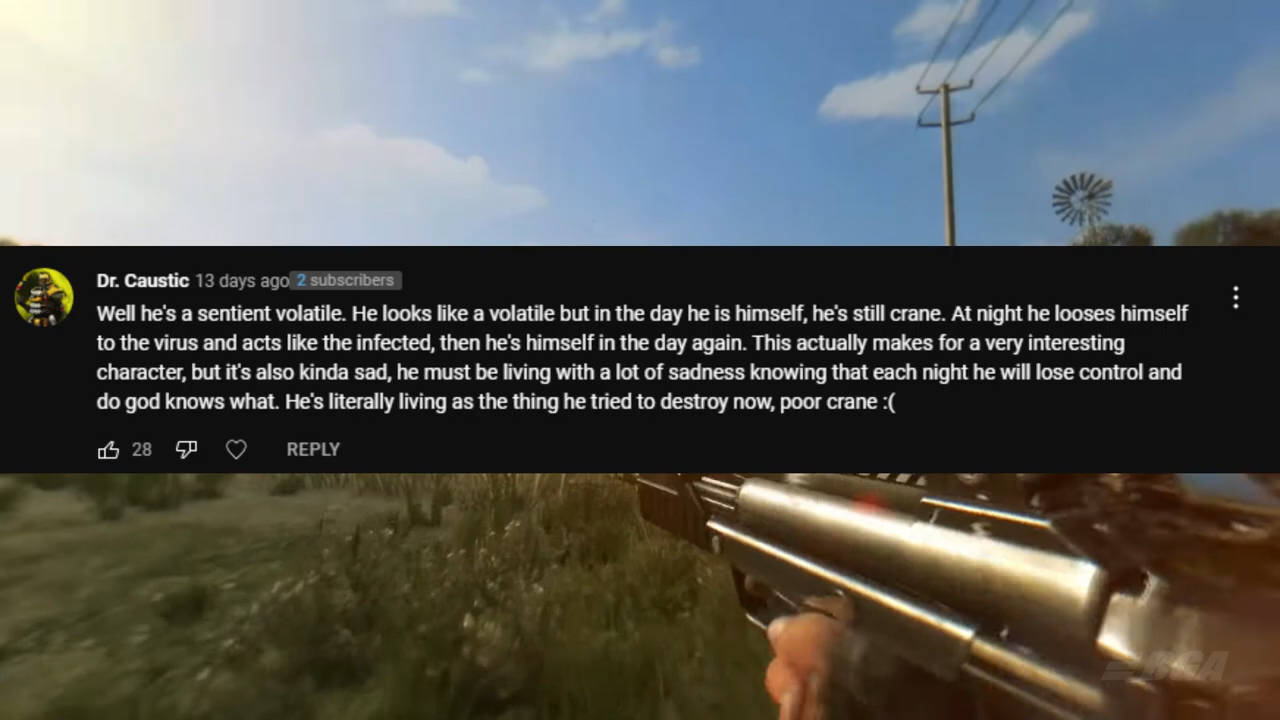 Dr. Caustic 13 days ago 2 subscribers
Well he's a sentient volatile. He looks like a volatile but in the day he is himself, he's still crane. At night he looses himself
to the virus and acts like the infected, then he's himself in the day again. This actually makes for a very interesting
character, but it's also kinda sad, he must be living with a lot of sadness knowing that each night he will lose control and
do god knows what. He's literally living as the thing he tried to destroy now, poor crane :(
28 REPLY
BGA